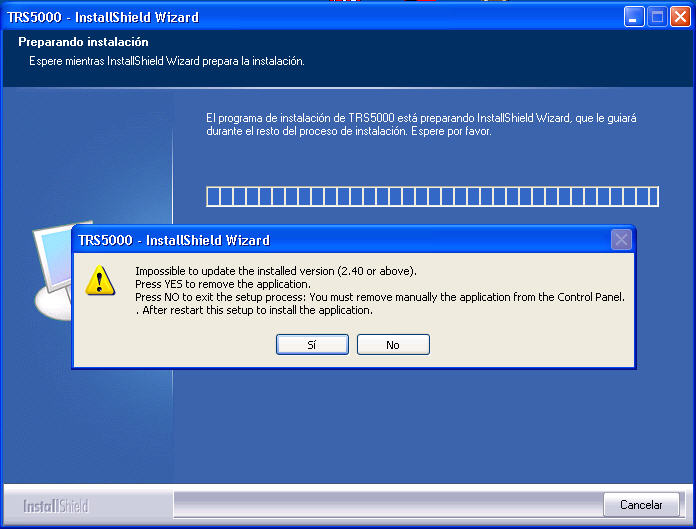 TRS5000 - InstallShield Wizard
Preparando instalación
Espere mientras InstallShield Wizard prepara la instalación.
El programa de instalación de TRS5000 está preparando InstallShield Wizard, que le guiará
durante el resto del proceso de instalación. Espere por favor.
TRS5000 - InstallShield Wizard
Impossible to update the installed version (2.40 or above).
Press YES to remove the application.
Press NO to exit the setup process: You must remove manually the application from the Control Panel.
. After restart this setup to install the application.
Sí
No
InstallShield
Cancelar